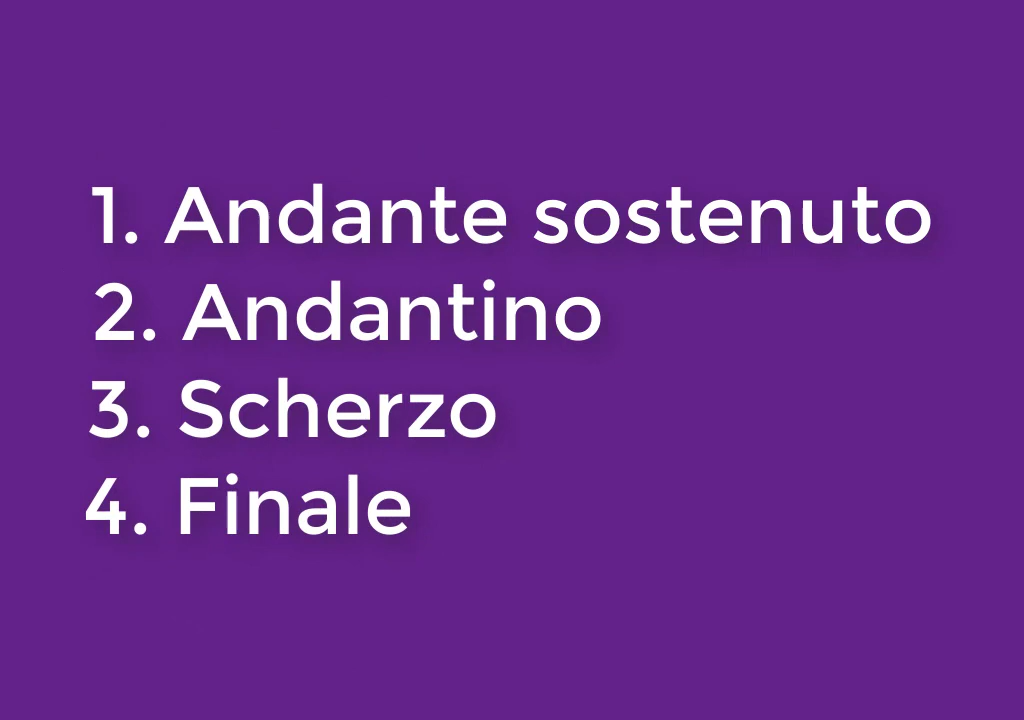 1. Andante sostenuto
2. Andantino
3. Scherzo
4. Finale